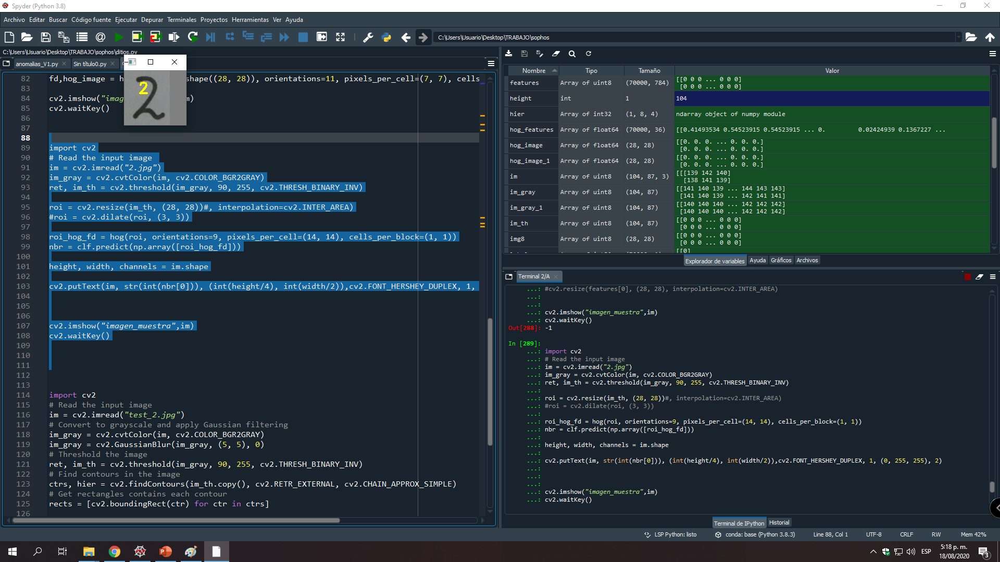 Spyder (Python 3.8)
Archivo Editar Buscar Código fuente Ejecutar Depurar Terminales Proyectos Herramientas Ver Ayuda
C:\Users\Usuario\Desktop\TRABAJO\sophos
C:\Users\Usuario\Desktop\TRABAJO\sophos\ditios.py
anomalias_V1.py Sin título0.py
82 fd,hog_image = h shape((28, 28)), orientations=11, pixels_per_cell=(7, 7), cells
83
84 cv2.imshow("imag m)
85 cv2.waitKey()
86
87
88
89 import cv2
90 # Read the input image
91 im = cv2.imread("2.jpg")
92 im_gray = cv2.cvtColor(im, cv2.COLOR_BGR2GRAY)
93 ret, im_th = cv2.threshold(im_gray, 90, 255, cv2.THRESH_BINARY_INV)
94
95 roi = cv2.resize(im_th, (28, 28))#, interpolation=cv2.INTER_AREA)
96 #roi = cv2.dilate(roi, (3, 3))
97
98 roi_hog_fd = hog(roi, orientations=9, pixels_per_cell=(14, 14), cells_per_block=(1, 1))
99 nbr = clf.predict(np.array([roi_hog_fd]))
100
101 height, width, channels = im.shape
102
103 cv2.putText(im, str(int(nbr[0])), (int(height/4), int(width/2)),cv2.FONT_HERSHEY_DUPLEX, 1,
104
105
106
107 cv2.imshow("imagen_muestra",im)
108 cv2.waitKey()
109
110
111
112
113
114 import cv2
115 # Read the input image
116 im = cv2.imread("test_2.jpg")
117 # Convert to grayscale and apply Gaussian filtering
118 im_gray = cv2.cvtColor(im, cv2.COLOR_BGR2GRAY)
119 im_gray = cv2.GaussianBlur(im_gray, (5, 5), 0)
120 # Threshold the image
121 ret, im_th = cv2.threshold(im_gray, 90, 255, cv2.THRESH_BINARY_INV)
122 # Find contours in the image
123 ctrs, hier = cv2.findContours(im_th.copy(), cv2.RETR_EXTERNAL, cv2.CHAIN_APPROX_SIMPLE)
124 # Get rectangles contains each contour
125 rects = [cv2.boundingRect(ctr) for ctr in ctrs]
126
2
2
Nombre Tipo Tamaño Valor
features Array of uint8 (70000, 784) [[0 0 0 ... 0 0 0]
[0 0 0 ... 0 0 0]
height int 1 104
hier Array of int32 (1, 8, 4) ndarray object of numpy module
hog_features Array of float64 (70000, 36) [[0.41493534 0.54523915 0.54523915 ... 0. 0.02424939 0.1367227 ...
hog_image Array of float64 (28, 28) [[0. 0. 0. ... 0. 0. 0.]
[0. 0. 0. ... 0. 0. 0.]
hog_image_1 Array of float64 (28, 28) [[0. 0. 0. ... 0. 0. 0.]
[0. 0. 0. ... 0. 0. 0.]
im Array of uint8 (104, 87, 3) [[[139 142 140]
[138 141 139]
im_gray Array of uint8 (104, 87) [[141 140 139 ... 144 143 143]
[141 140 139 ... 142 141 141]
im_gray_1 Array of uint8 (104, 87) [[140 140 140 ... 142 142 142]
[140 140 140 ... 142 142 142]
im_th Array of uint8 (104, 87) [[0 0 0 ... 0 0 0]
[0 0 0 ... 0 0 0]
img8 Array of uint8 (28, 28) [[0 0 0 ... 0 0 0]
[0 0 0 ... 0 0 0]
[[0]
Explorador de variables Ayuda Gráficos Archivos
Terminal 2/A
...: #cv2.resize(features[0], (28, 28), interpolation=cv2.INTER_AREA)
...:
...:
...: cv2.imshow("imagen_muestra",im)
...: cv2.waitKey()
Out[288]: -1
In [289]:
...: import cv2
...: # Read the input image
...: im = cv2.imread("2.jpg")
...: im_gray = cv2.cvtColor(im, cv2.COLOR_BGR2GRAY)
...: ret, im_th = cv2.threshold(im_gray, 90, 255, cv2.THRESH_BINARY_INV)
...:
...: roi = cv2.resize(im_th, (28, 28))#, interpolation=cv2.INTER_AREA)
...: #roi = cv2.dilate(roi, (3, 3))
...:
...: roi_hog_fd = hog(roi, orientations=9, pixels_per_cell=(14, 14), cells_per_block=(1, 1))
...: nbr = clf.predict(np.array([roi_hog_fd]))
...:
...: height, width, channels = im.shape
...:
...: cv2.putText(im, str(int(nbr[0])), (int(height/4), int(width/2)),cv2.FONT_HERSHEY_DUPLEX, 1, (0, 255, 255), 2)
...:
...:
...:
...: cv2.imshow("imagen_muestra",im)
...: cv2.waitKey()
Terminal de IPython Historial
LSP Python: listo conda: base (Python 3.8.3) Line 88, Col 1 UTF-8 CRLF RW Mem 42%
ESP 5:18 p. m.
18/08/2020
3